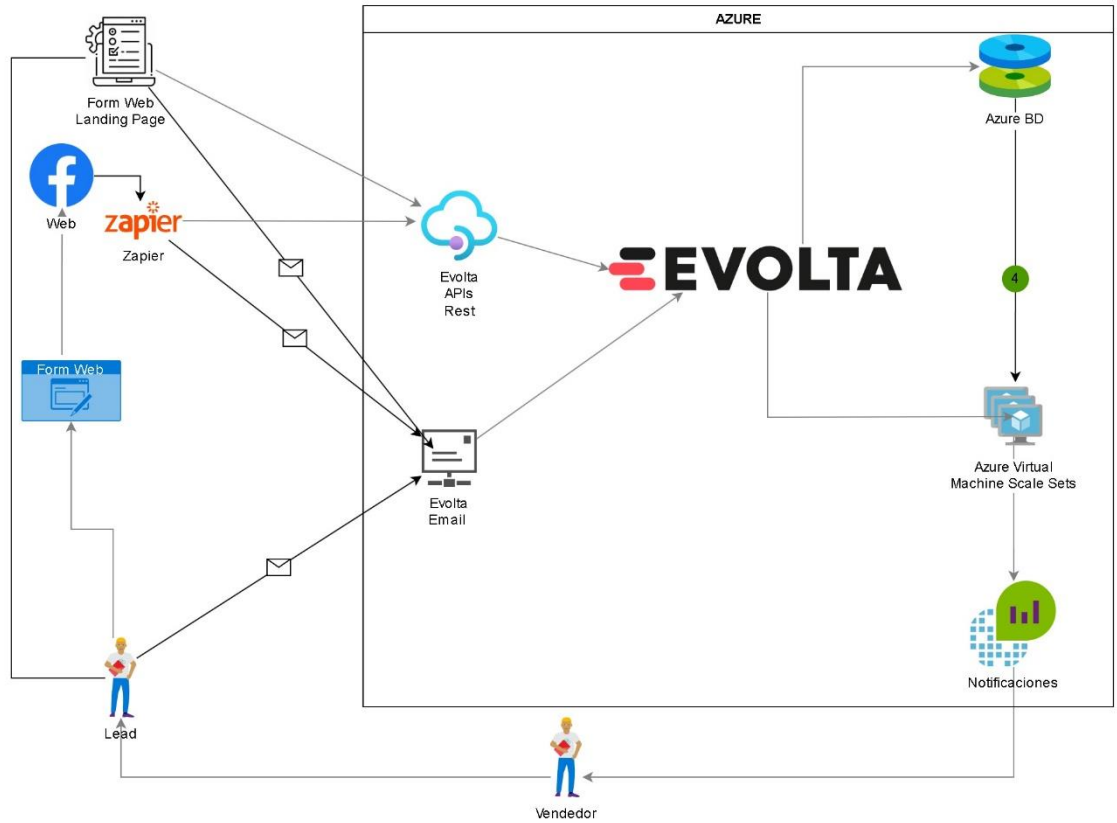 AZURE
Form Web
Landing Page
Azure BD
Web
zapier
Zapier
Evolta
APIs
Rest
EVOLTA
4
Form Web
Azure Virtual
Machine Scale Sets
Evolta
Email
Notificaciones
Lead
Vendedor